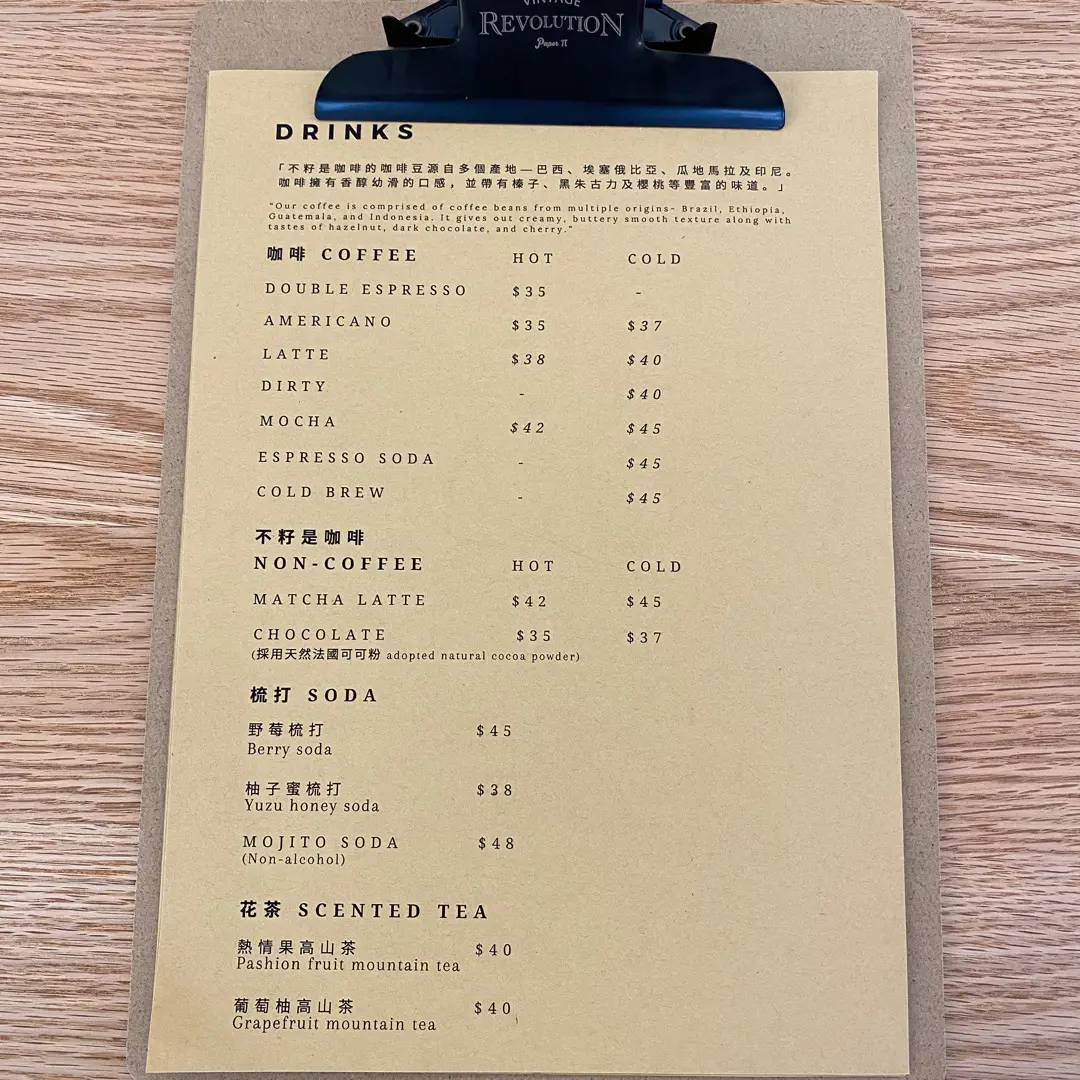 VINTAGE
REVOLUTION
Paper π
DRINKS
「不籽是咖啡的咖啡豆源自多個產地—巴西、埃塞俄比亞、瓜地馬拉及印尼。
咖啡擁有香醇幼滑的口感，並帶有榛子、黑朱古力及櫻桃等豐富的味道。」
"Our coffee is comprised of coffee beans from multiple origins- Brazil, Ethiopia,
Guatemala, and Indonesia. It gives out creamy, buttery smooth texture along with
tastes of hazelnut, dark chocolate, and cherry."
咖啡 COFFEE HOT COLD
DOUBLE ESPRESSO $35 -
AMERICANO $35 $37
LATTE $38 $40
DIRTY - $40
MOCHA $42 $45
ESPRESSO SODA - $45
COLD BREW - $45
不籽是咖啡
NON-COFFEE HOT COLD
MATCHA LATTE $42 $45
CHOCOLATE $35 $37
(採用天然法國可可粉 adopted natural cocoa powder)
梳打 SODA
野莓梳打 $45
Berry soda
柚子蜜梳打 $38
Yuzu honey soda
MOJITO SODA $48
(Non-alcohol)
花茶 SCENTED TEA
熱情果高山茶 $40
Pashion fruit mountain tea
葡萄柚高山茶 $40
Grapefruit mountain tea